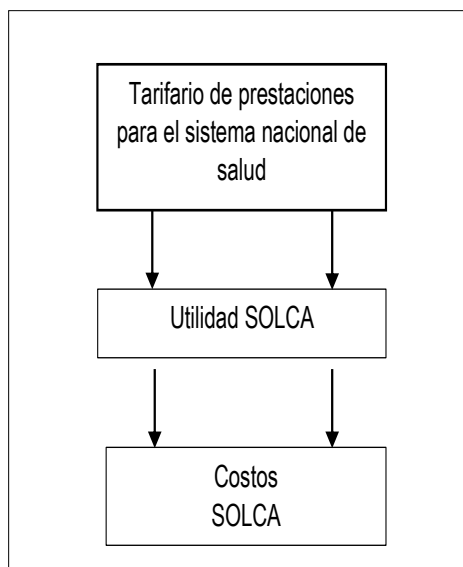 Tarifario de prestaciones
para el sistema nacional de
salud
Utilidad SOLCA
Costos
SOLCA